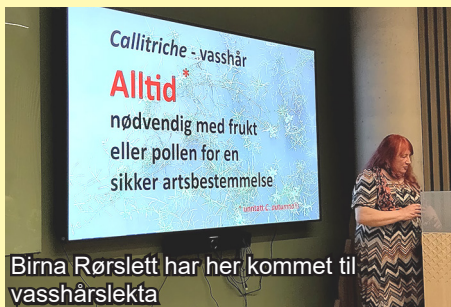 Callitriche - vasshår
Alltid*
nødvendig med frukt
eller pollen for en
sikker artsbestemmelse
* unntatt C.
Birna Rørslett har her kommet til
vasshårslekta